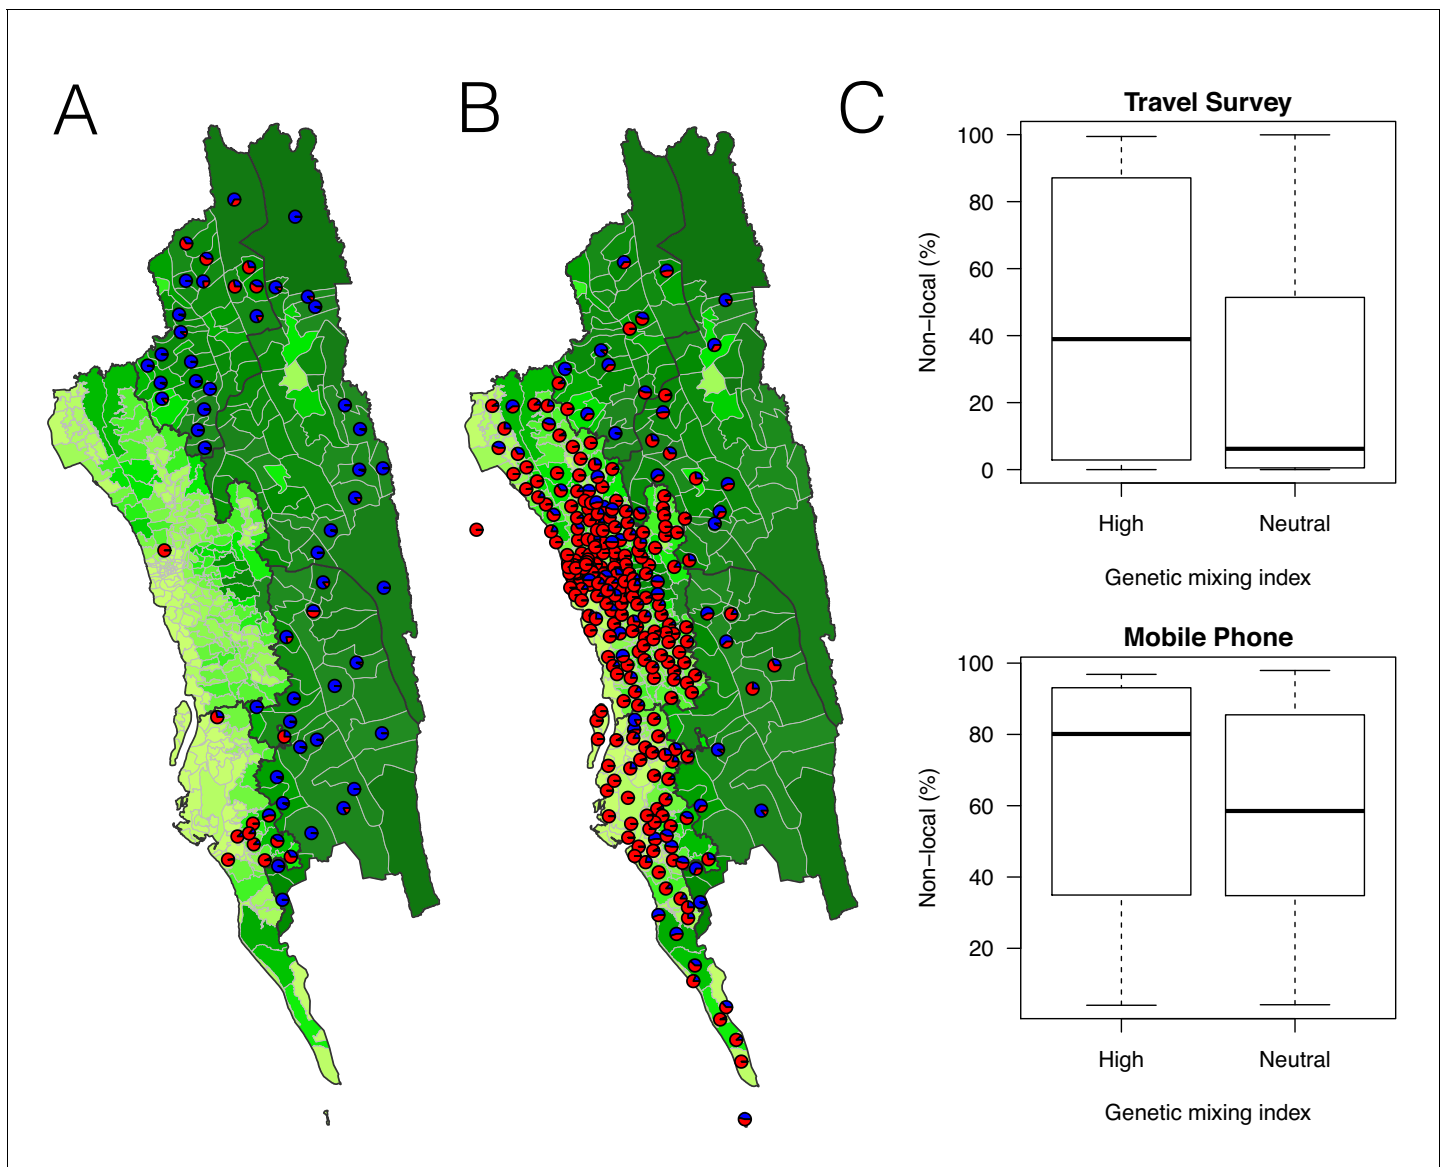 A
B
C
Travel Survey
100
80
60
40
20
0
Non–local (%)
High
Neutral
Genetic mixing index
Mobile Phone
100
80
60
40
20
Non–local (%)
High
Neutral
Genetic mixing index